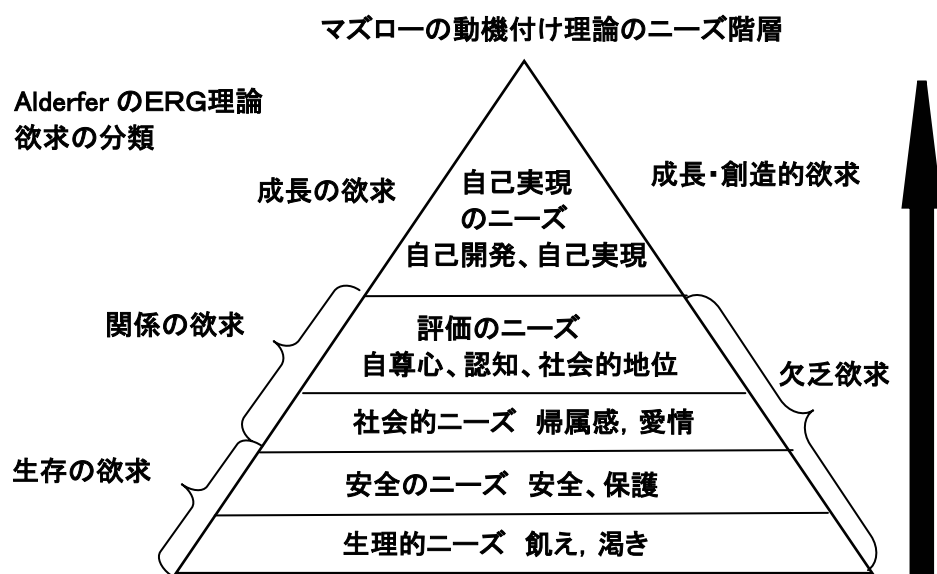 マズローの動機付け理論のニーズ階層
Alderfer のERG理論
欲求の分類
成長の欲求
成長・創造的欲求
自己実現
のニーズ
自己開発、自己実現
関係の欲求
評価のニーズ
自尊心、認知、社会的地位
欠乏欲求
社会的ニーズ 帰属感, 愛情
生存の欲求
安全のニーズ 安全、保護
生理的ニーズ 飢え, 渇き